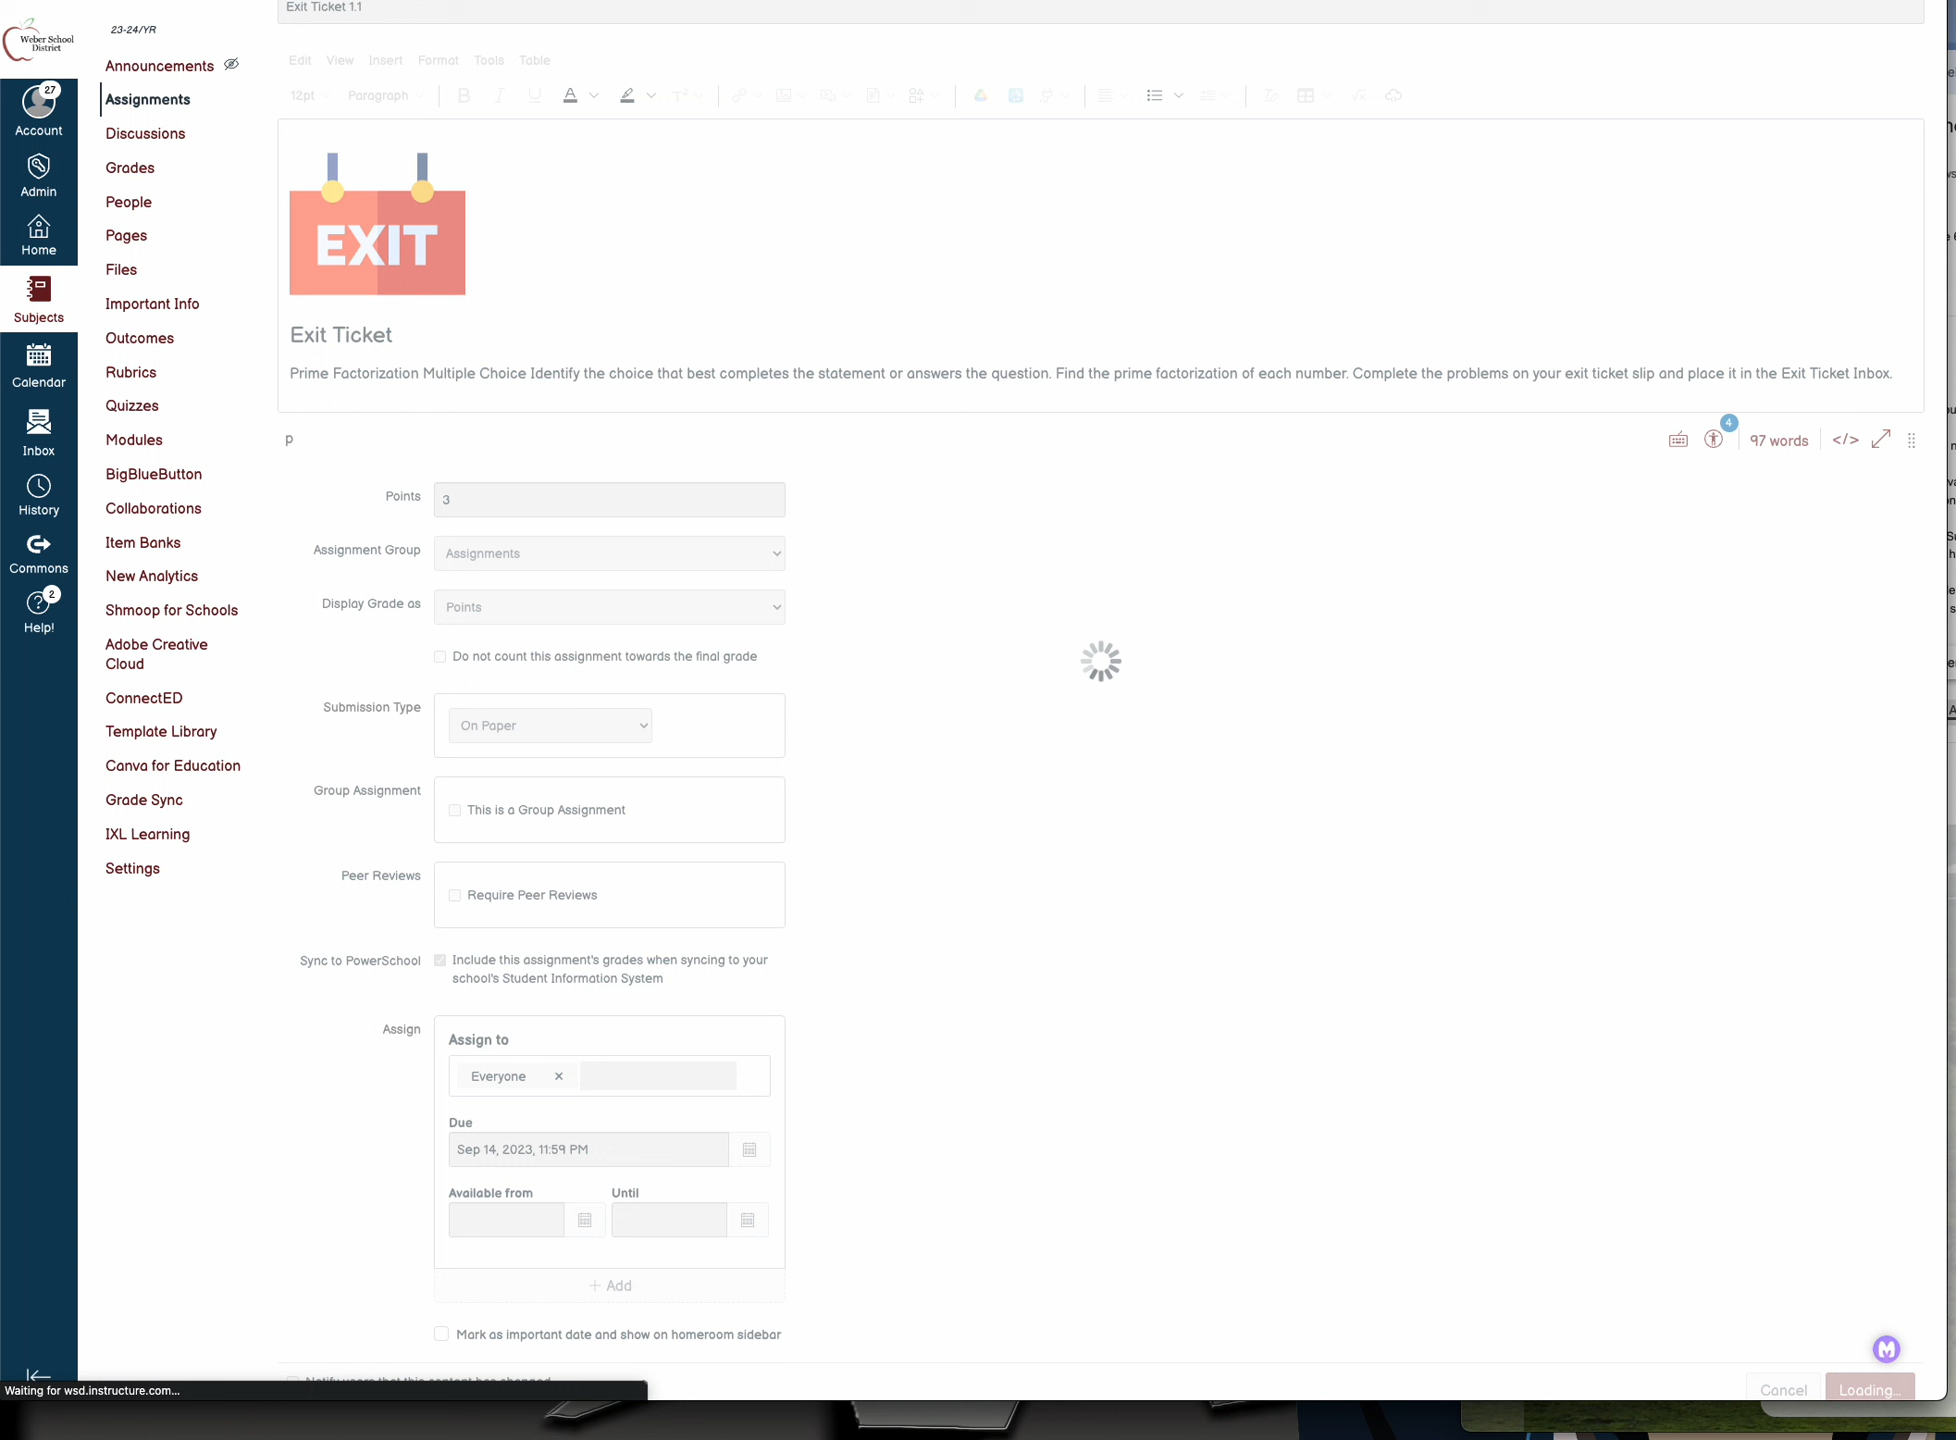 Exit Ticket 1.1
Weber School
District
23-24/YR
27
Account
Admin
Home
Subjects
Calendar
Inbox
History
Commons
2
Help!
Announcements
Assignments
Discussions
Grades
People
Pages
Files
Important Info
Outcomes
Rubrics
Quizzes
Modules
BigBlueButton
Collaborations
Item Banks
New Analytics
Shmoop for Schools
Adobe Creative
Cloud
ConnectED
Template Library
Canva for Education
Grade Sync
IXL Learning
Settings
Edit View Insert Format Tools Table
12pt Paragraph B I U A T²
EXIT
Exit Ticket
Prime Factorization Multiple Choice Identify the choice that best completes the statement or answers the question. Find the prime factorization of each number. Complete the problems on your exit ticket slip and place it in the Exit Ticket Inbox.
p 4 97 words </>
Points 3
Assignment Group Assignments
Display Grade as Points
Do not count this assignment towards the final grade
Submission Type On Paper
Group Assignment This is a Group Assignment
Peer Reviews Require Peer Reviews
Sync to PowerSchool Include this assignment's grades when syncing to your
school's Student Information System
Assign
Assign to
Everyone ×
Due
Sep 14, 2023, 11:59 PM
Available from Until
+ Add
Mark as important date and show on homeroom sidebar
Notify users that this content has changed
Cancel Loading...
Waiting for wsd.instructure.com...